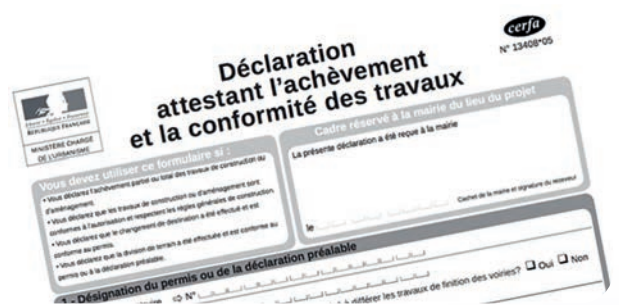 cerfa
N° 13408*05
Déclaration
attestant l'achèvement
et la conformité des travaux
Liberté • Égalité • Fraternité
RÉPUBLIQUE FRANÇAISE
MINISTÈRE CHARGÉ
DE L'URBANISME
Vous devez utiliser ce formulaire si :
• Vous déclarez l'achèvement partiel ou total des travaux de construction ou
d'aménagement.
• Vous déclarez que les travaux de construction ou d'aménagement sont
conformes à l'autorisation et respectent les règles générales de construction.
• Vous déclarez que le changement de destination a été effectué et est
conforme au permis.
• Vous déclarez que la division de terrain a été effectuée et est conforme au
permis ou à la déclaration préalable.
Cadre réservé à la mairie du lieu du projet
La présente déclaration a été reçue à la mairie
le
Cachet de la mairie et signature du receveur
1 - Désignation du permis ou de la déclaration préalable
⇨ N°
à différer les travaux de finition des voiries? Oui Non